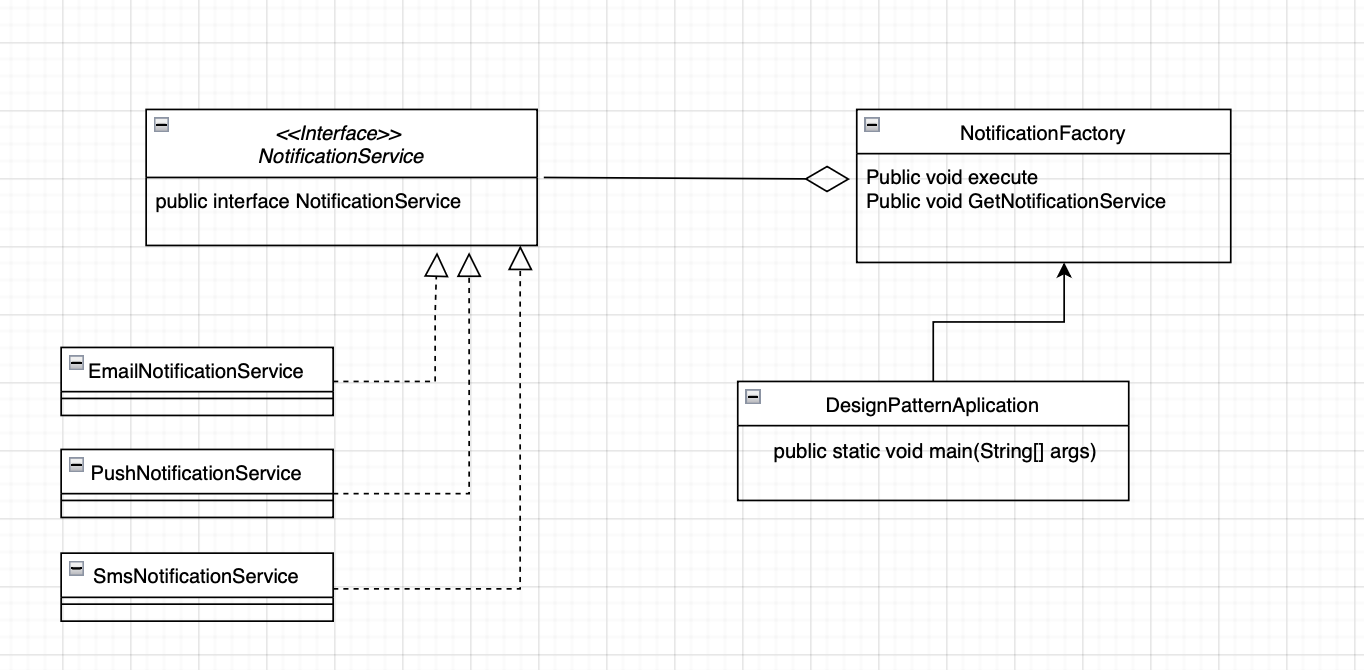 <<Interface>>
NotificationService
public interface NotificationService
NotificationFactory
Public void execute
Public void GetNotificationService
EmailNotificationService
PushNotificationService
SmsNotificationService
DesignPatternAplication
public static void main(String[] args)